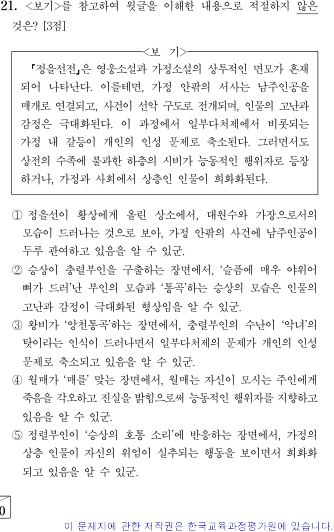 21. <보기>를 참고하여 윗글을 이해한 내용으로 적절하지 않은
것은? [3점]
<보 기>
『정을선전』은 영웅소설과 가정소설의 상투적인 면모가 혼재
되어 나타난다. 이를테면, 가정 안팎의 서사는 남주인공을
매개로 연결되고, 사건이 선악 구도로 전개되며, 인물의 고난과
감정은 극대화된다. 이 과정에서 일부다처제에서 비롯되는
가정 내 갈등이 개인의 인성 문제로 축소된다. 그러면서도
상전의 수족에 불과한 하층의 시비가 능동적인 행위자로 등장
하거나, 가정과 사회에서 상층인 인물이 희화화된다.
① 정을선이 황상에게 올린 상소에서, 대원수와 가장으로서의
모습이 드러나는 것으로 보아, 가정 안팎의 사건에 남주인공이
두루 관여하고 있음을 알 수 있군.
② 승상이 충렬부인을 구출하는 장면에서, '슬픔에 매우 야위어
뼈가 드러'난 부인의 모습과 '통곡'하는 승상의 모습은 인물의
고난과 감정이 극대화된 형상임을 알 수 있군.
③ 왕비가 '앙천통곡'하는 장면에서, 충렬부인의 수난이 '악녀'의
탓이라는 인식이 드러나면서 일부다처제의 문제가 개인의 인성
문제로 축소되고 있음을 알 수 있군.
④ 월매가 '매를' 맞는 장면에서, 월매는 자신이 모시는 주인에게
죽음을 각오하고 진실을 밝힘으로써 능동적인 행위자를 지향하고
있음을 알 수 있군.
⑤ 정렬부인이 '승상의 호통 소리'에 반응하는 장면에서, 가정의
상층 인물이 자신의 위엄이 실추되는 행동을 보이면서 희화화
되고 있음을 알 수 있군.
0
이 문제지에 관한 저작권은 한국교육과정평가원에 있습니다.